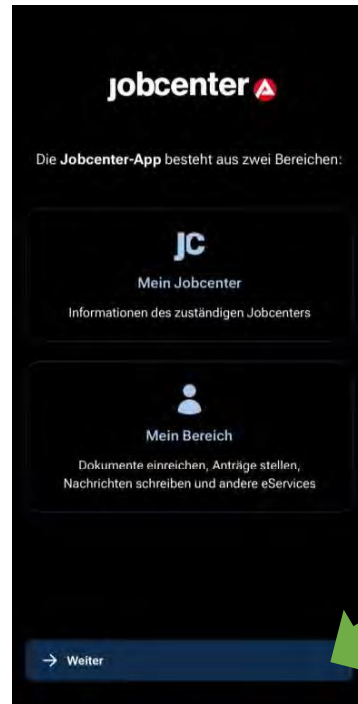 jobcenter
Die Jobcenter-App besteht aus zwei Bereichen:
JC
Mein Jobcenter
Informationen des zuständigen Jobcenters
Mein Bereich
Dokumente einreichen, Anträge stellen,
Nachrichten schreiben und andere eServices
Weiter